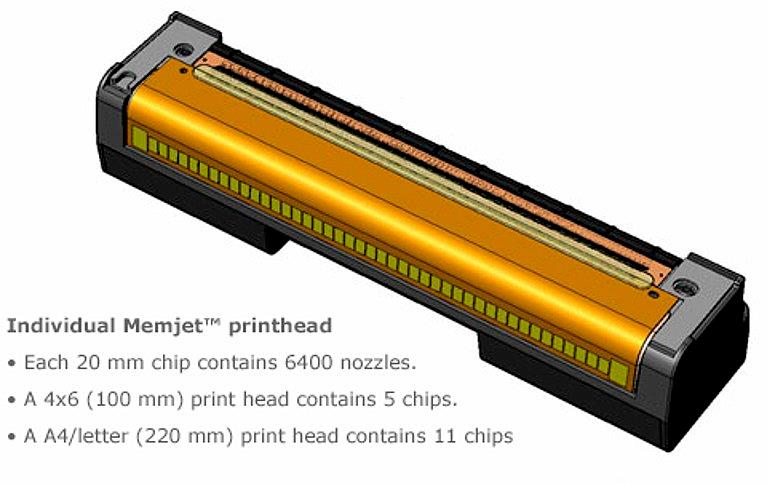 Individual Memjet™ printhead
• Each 20 mm chip contains 6400 nozzles.
• A 4x6 (100 mm) print head contains 5 chips.
• A A4/letter (220 mm) print head contains 11 chips